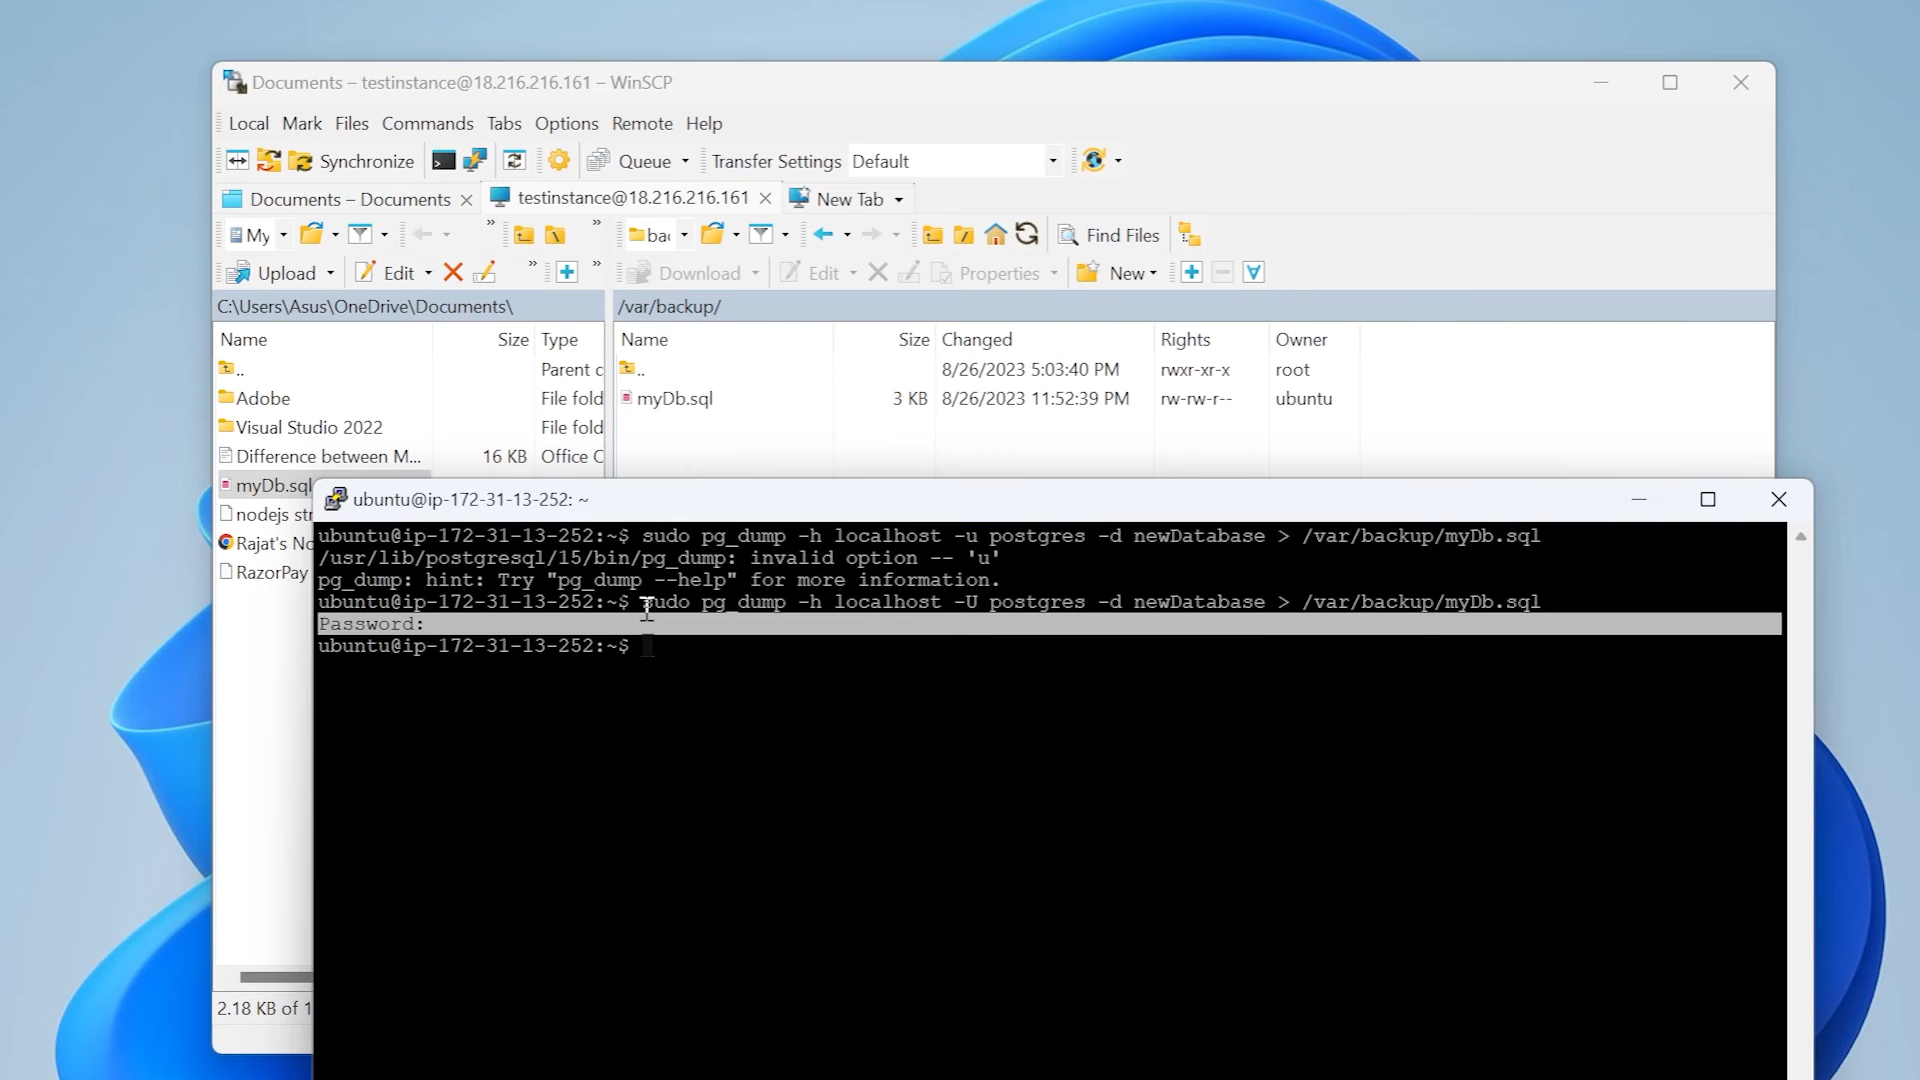 Documents – testinstance@18.216.216.161 – WinSCP
Local Mark Files Commands Tabs Options Remote Help
Synchronize Queue Transfer Settings Default
Documents – Documents testinstance@18.216.216.161 New Tab
My Find Files
Upload Edit Download Edit Properties New
C:\Users\Asus\OneDrive\Documents\ /var/backup/
Name Size Type Name Size Changed Rights Owner
.. Parent .. 8/26/2023 5:03:40 PM rwxr-xr-x root
Adobe File myDb.sql 3 KB 8/26/2023 11:52:39 PM rw-rw-r-- ubuntu
Visual Studio 2022 File
Difference between M... 16 KB Office
myDb.sql
nodejs
Rajat's
RazorPay
2.18 KB of
ubuntu@ip-172-31-13-252: ~
ubuntu@ip-172-31-13-252:~$ sudo pg_dump -h localhost -u postgres -d newDatabase > /var/backup/myDb.sql
/usr/lib/postgresql/15/bin/pg_dump: invalid option -- 'u'
pg_dump: hint: Try "pg_dump --help" for more information.
ubuntu@ip-172-31-13-252:~$ sudo pg_dump -h localhost -U postgres -d newDatabase > /var/backup/myDb.sql
Password:
ubuntu@ip-172-31-13-252:~$